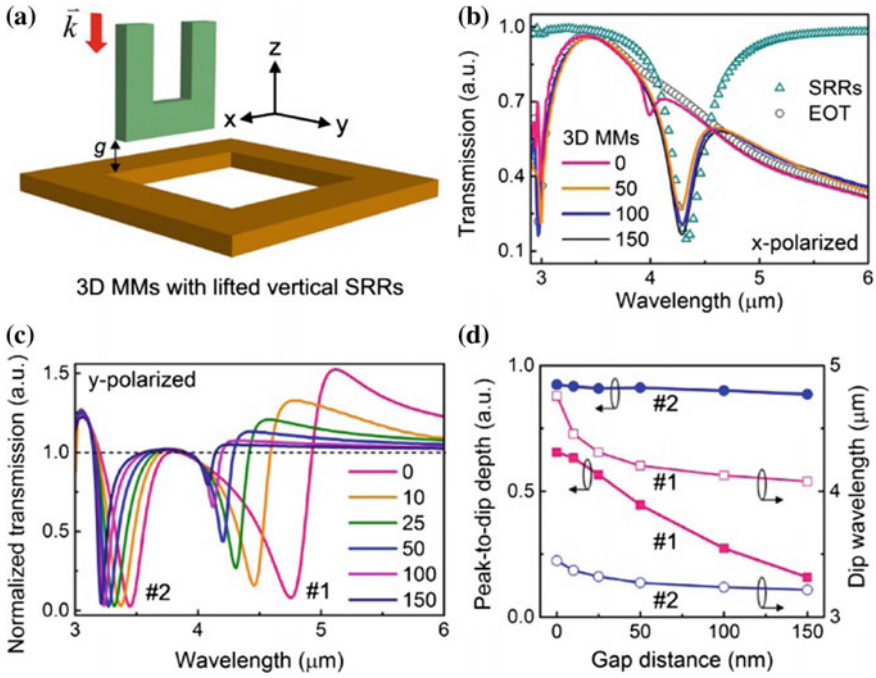 (a)
k
z
x
y
g
3D MMs with lifted vertical SRRs
(b)
Transmission (a.u.)
1.0
0.7
0.4
0.1
SRRs
EOT
3D MMs
0
50
100
150
x-polarized
3
4
5
6
Wavelength (μm)
(c)
Normalized transmission (a.u.)
1.5
1.0
0.5
0.0
y-polarized
0
10
25
50
100
150
#2
#1
3
4
5
6
Wavelength (μm)
(d)
Peak-to-dip depth (a.u.)
1.0
0.5
0.0
#2
#1
#1
#2
5
4
3
Dip wavelength (μm)
0
50
100
150
Gap distance (nm)